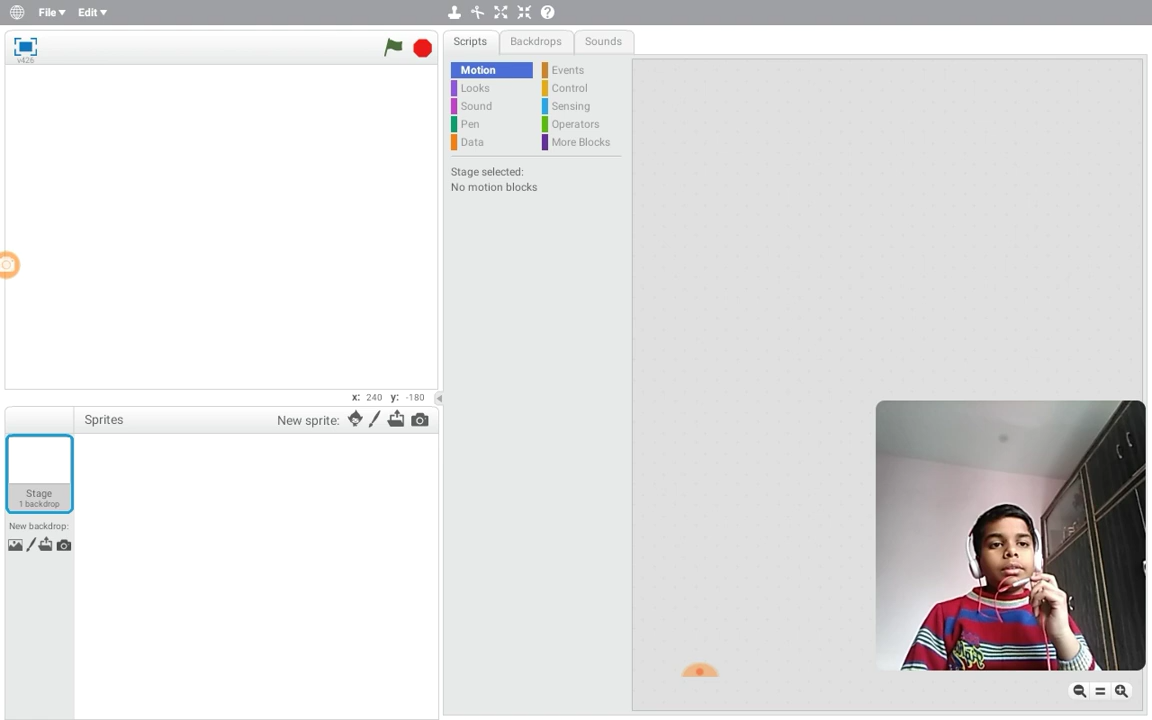 File▼ Edit▼
v426
Scripts Backdrops Sounds
Motion Events
Looks Control
Sound Sensing
Pen Operators
Data More Blocks
Stage selected:
No motion blocks
x: 240 y: -180
Sprites New sprite:
Stage
1 backdrop
New backdrop: